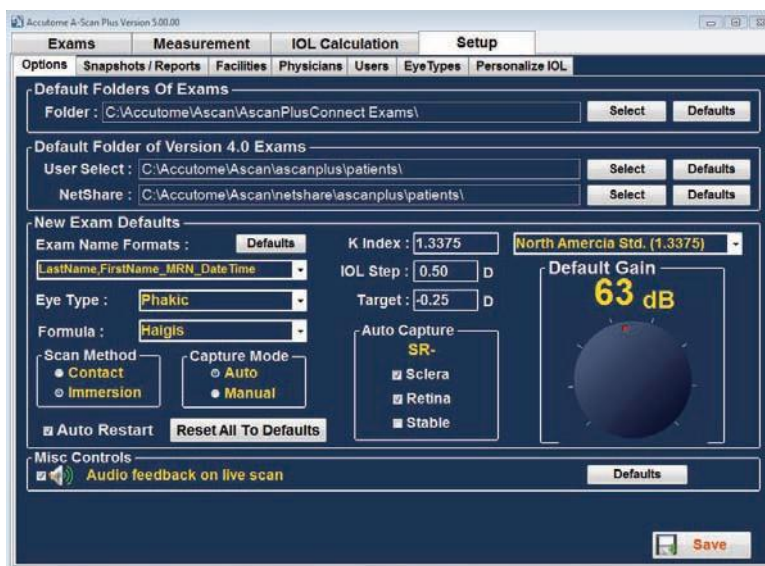 Accutome A-Scan Plus Version 5.00.00
Exams Measurement IOL Calculation Setup
Options Snapshots / Reports Facilities Physicians Users EyeTypes Personalize IOL
Default Folders Of Exams
Folder : C:\Accutome\Ascan\AscanPlusConnect Exams\ Select Defaults
Default Folder of Version 4.0 Exams
User Select : C:\Accutome\Ascan\ascanplus\patients\ Select Defaults
NetShare : C:\Accutome\Ascan\netshare\ascanplus\patients\ Select Defaults
New Exam Defaults
Exam Name Formats : Defaults K Index : 1.3375 North Amercia Std. (1.3375)
LastName,FirstName_MRN_DateTime IOL Step : 0.50 D Default Gain
Eye Type : Phakic Target : -0.25 D 63 dB
Formula : Haigis Auto Capture
Scan Method Capture Mode SR-
Contact Auto Sclera
Immersion Manual Retina
Auto Restart Reset All To Defaults Stable
Misc Controls
Audio feedback on live scan Defaults
Save